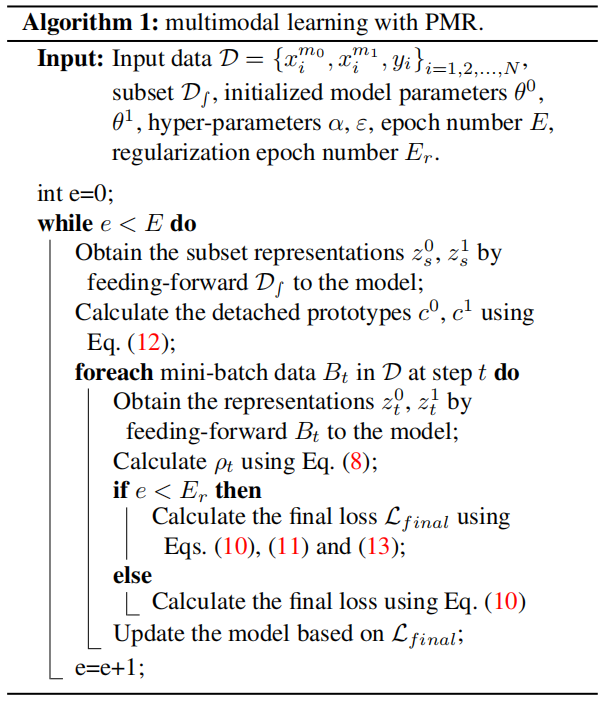 Algorithm 1: multimodal learning with PMR.
Input: Input data $\mathcal{D} = \{x_i^{m_0}, x_i^{m_1}, y_i\}_{i=1,2,...,N}$,
subset $\mathcal{D}_f$, initialized model parameters $\theta^0$,
$\theta^1$, hyper-parameters $\alpha$, $\varepsilon$, epoch number $E$,
regularization epoch number $E_r$.
int e=0;
while $e < E$ do
Obtain the subset representations $z_s^0$, $z_s^1$ by
feeding-forward $\mathcal{D}_f$ to the model;
Calculate the detached prototypes $c^0$, $c^1$ using
Eq. (12);
foreach mini-batch data $B_t$ in $\mathcal{D}$ at step $t$ do
Obtain the representations $z_t^0$, $z_t^1$ by
feeding-forward $B_t$ to the model;
Calculate $\rho_t$ using Eq. (8);
if $e < E_r$ then
Calculate the final loss $\mathcal{L}_{final}$ using
Eqs. (10), (11) and (13);
else
Calculate the final loss using Eq. (10)
Update the model based on $\mathcal{L}_{final}$;
e=e+1;